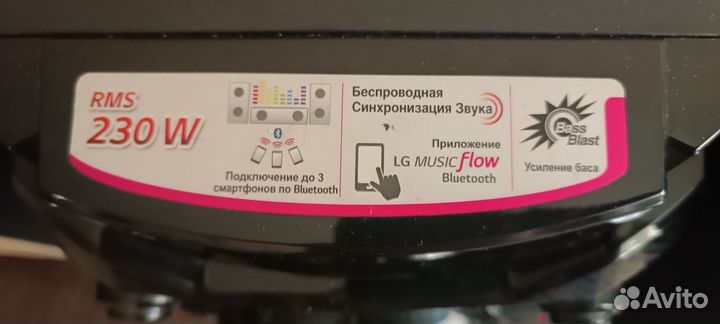 RMS
230 W
Подключение до 3
смартфонов по Bluetooth
Беспроводная
Синхронизация Звука
Приложение
LG MUSIC flow
Bluetooth
Bass
Blast
Усиление баса
Avito